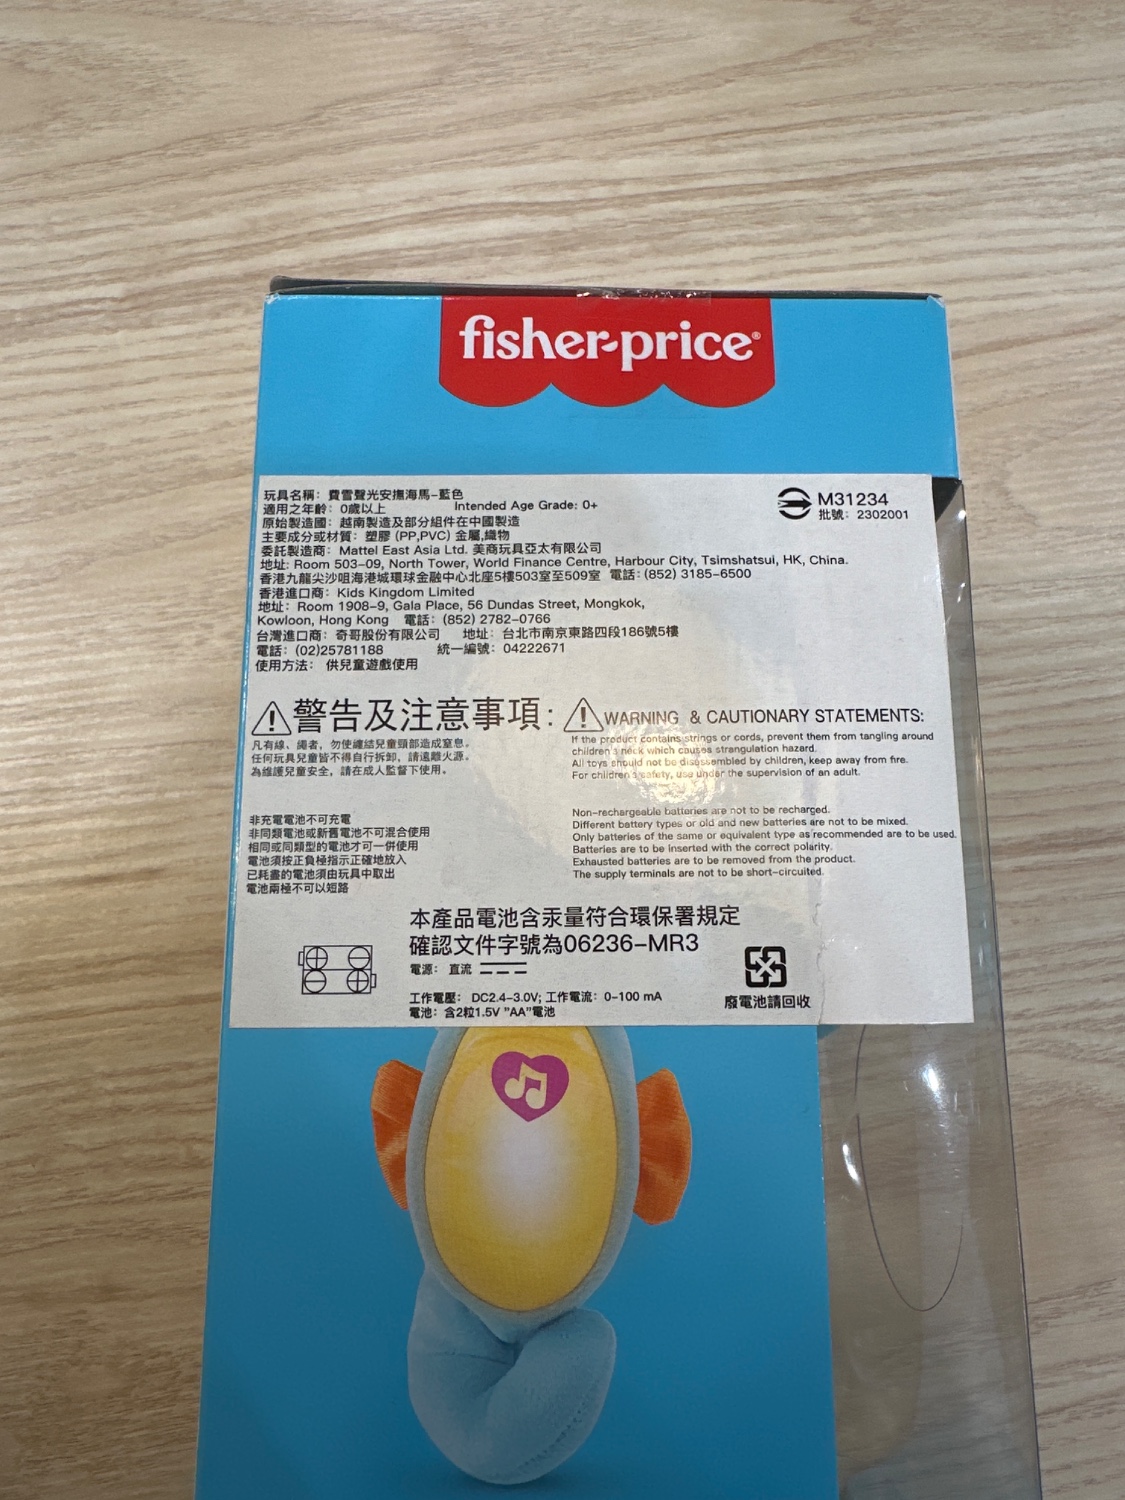 fisher-price®
玩具名稱：費雪聲光安撫海馬-藍色
適用之年齡：0歲以上 Intended Age Grade: 0+
原始製造國：越南製造及部分組件在中國製造
主要成分或材質：塑膠 (PP,PVC) 金屬,織物
委託製造商：Mattel East Asia Ltd. 美商玩具亞太有限公司
地址: Room 503-09, North Tower, World Finance Centre, Harbour City, Tsimshatsui, HK, China.
香港九龍尖沙咀海港城環球金融中心北座5樓503室至509室 電話：(852) 3185-6500
香港進口商：Kids Kingdom Limited
地址：Room 1908-9, Gala Place, 56 Dundas Street, Mongkok,
Kowloon, Hong Kong 電話：(852) 2782-0766
台灣進口商：奇哥股份有限公司 地址：台北市南京東路四段186號5樓
電話：(02)25781188 統一編號：04222671
使用方法：供兒童遊戲使用
M31234
批號：2302001
警告及注意事項：
凡有線、繩者，勿使纏結兒童頸部造成窒息。
任何玩具兒童皆不得自行拆卸，請遠離火源。
為維護兒童安全，請在成人監督下使用。
WARNING & CAUTIONARY STATEMENTS:
If the product contains strings or cords, prevent them from tangling around
children's neck which causes strangulation hazard.
All toys should not be disassembled by children, keep away from fire.
For children's safety, use under the supervision of an adult.
非充電電池不可充電
非同類電池或新舊電池不可混合使用
相同或同類型的電池才可一併使用
電池須按正負極指示正確地放入
已耗盡的電池須由玩具中取出
電池兩極不可以短路
Non-rechargeable batteries are not to be recharged.
Different battery types or old and new batteries are not to be mixed.
Only batteries of the same or equivalent type as recommended are to be used.
Batteries are to be inserted with the correct polarity.
Exhausted batteries are to be removed from the product.
The supply terminals are not to be short-circuited.
本產品電池含汞量符合環保署規定
確認文件字號為06236-MR3
電源：直流
工作電壓：DC2.4-3.0V; 工作電流：0-100 mA
電池：含2粒1.5V "AA"電池
廢電池請回收